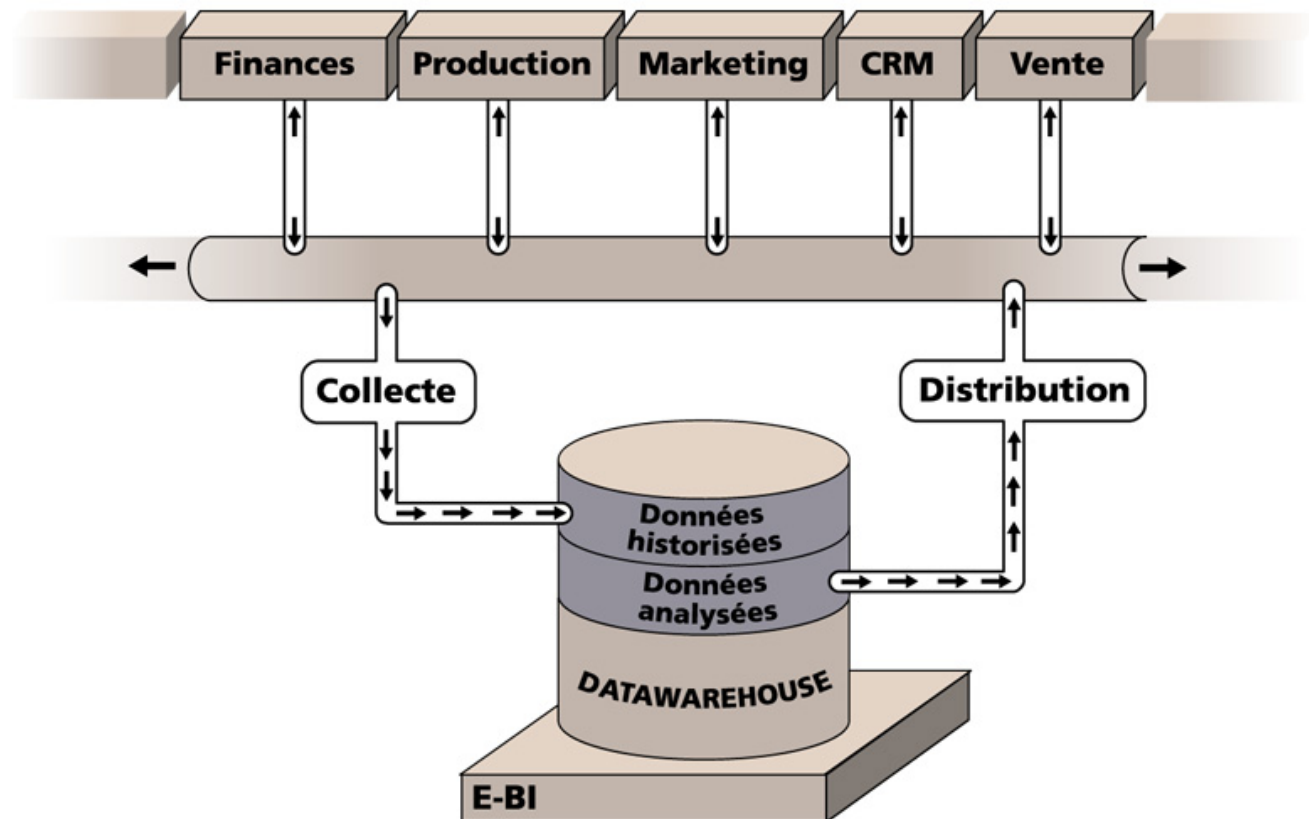 Finances
Production
Marketing
CRM
Vente
Collecte
Distribution
Données
historisées
Données
analysées
DATAWAREHOUSE
E-BI